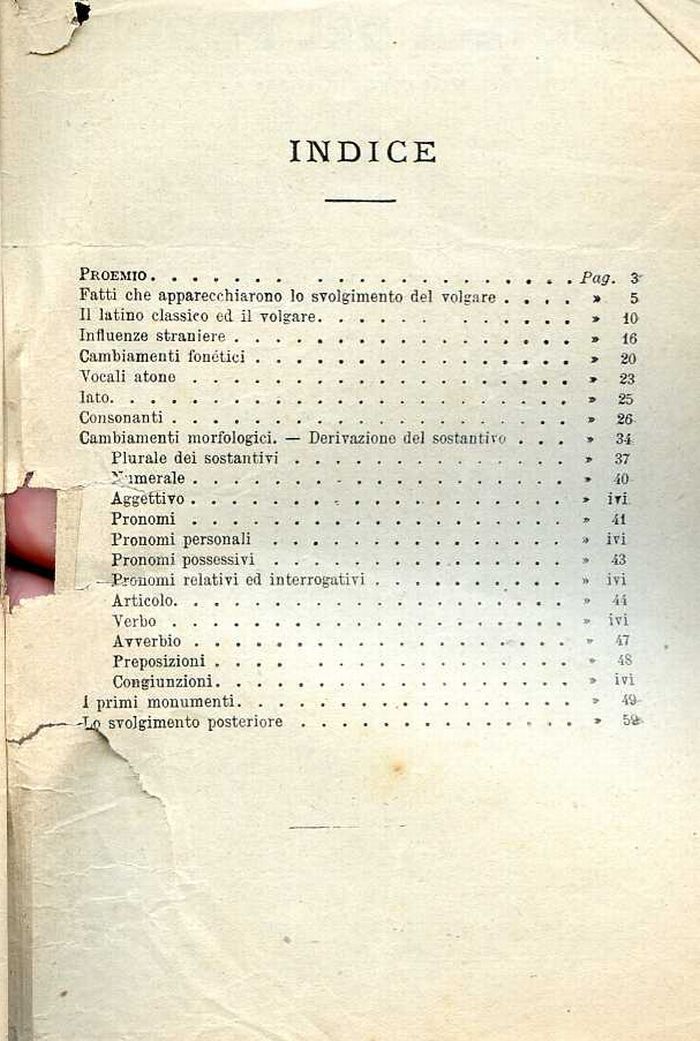 INDICE
PROEMIO. . . . . . . . . . . . . . . . . . . . . Pag. 3
Fatti che apparecchiarono lo svolgimento del volgare . . . . » 5
Il latino classico ed il volgare. . . . . . . . . . . . » 10
Influenze straniere . . . . . . . . . . . . . . . . . » 16
Cambiamenti fonetici . . . . . . . . . . . . . . . . » 20
Vocali atone . . . . . . . . . . . . . . . . . . . » 23
Iato. . . . . . . . . . . . . . . . . . . . . . . » 25
Consonanti . . . . . . . . . . . . . . . . . . . . » 26
Cambiamenti morfologici. — Derivazione del sostantivo . . . » 34
Plurale dei sostantivi . . . . . . . . . . . . . . » 37
Numerale . . . . . . . . . . . . . . . . . . . » 40
Aggettivo . . . . . . . . . . . . . . . . . . . » ivi
Pronomi . . . . . . . . . . . . . . . . . . . » 41
Pronomi personali . . . . . . . . . . . . . . . » ivi
Pronomi possessivi . . . . . . . . . . . . . . . » 43
Pronomi relativi ed interrogativi . . . . . . . . . . » ivi
Articolo. . . . . . . . . . . . . . . . . . . . » 44
Verbo . . . . . . . . . . . . . . . . . . . . » ivi
Avverbio . . . . . . . . . . . . . . . . . . . » 47
Preposizioni . . . . . . . . . . . . . . . . . . » 48
Congiunzioni. . . . . . . . . . . . . . . . . . » ivi
I primi monumenti. . . . . . . . . . . . . . . . . » 49
Lo svolgimento posteriore . . . . . . . . . . . . . . »